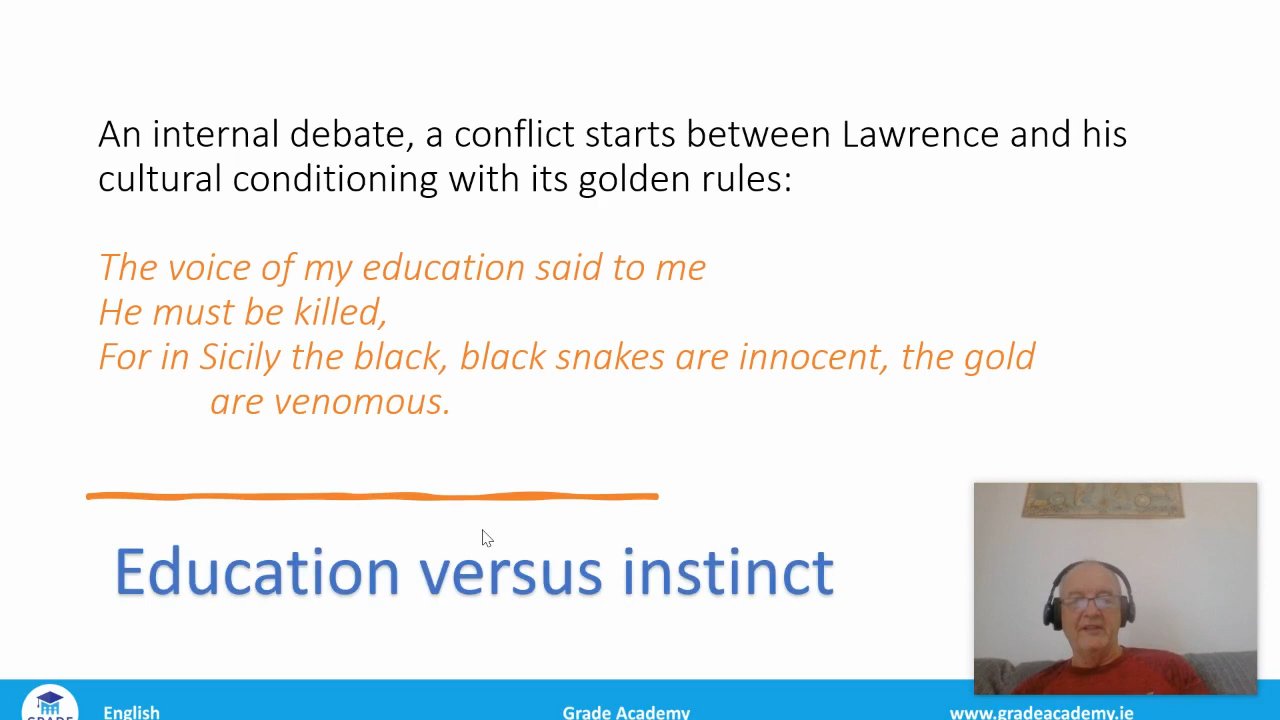 An internal debate, a conflict starts between Lawrence and his
cultural conditioning with its golden rules:
The voice of my education said to me
He must be killed,
For in Sicily the black, black snakes are innocent, the gold
are venomous.
Education versus instinct
GRADE
English
Grade Academy
www.gradeacademy.ie